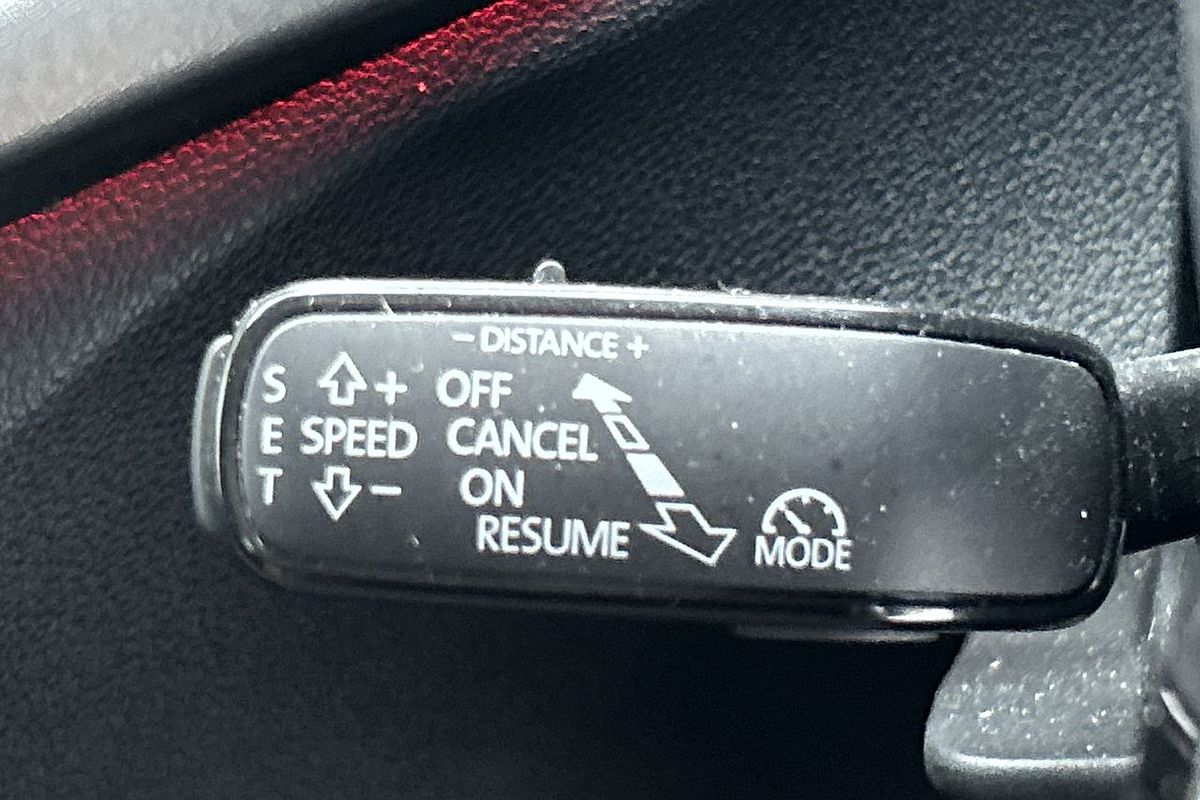 - DISTANCE +
S + OFF
E SPEED CANCEL
T - ON
RESUME
MODE